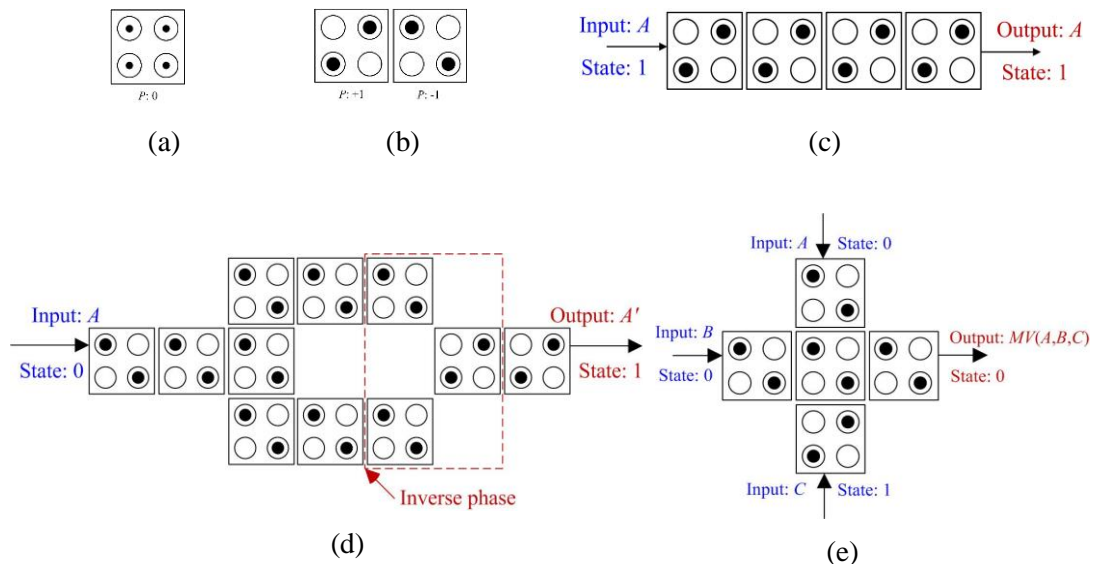 P: 0
P: +1
P: -1
(a)
(b)
Input: A
State: 1
Output: A
State: 1
(c)
Input: A
State: 0
Output: A'
State: 1
Inverse phase
(d)
Input: A
State: 0
Input: B
State: 0
Output: MV(A,B,C)
State: 0
Input: C
State: 1
(e)